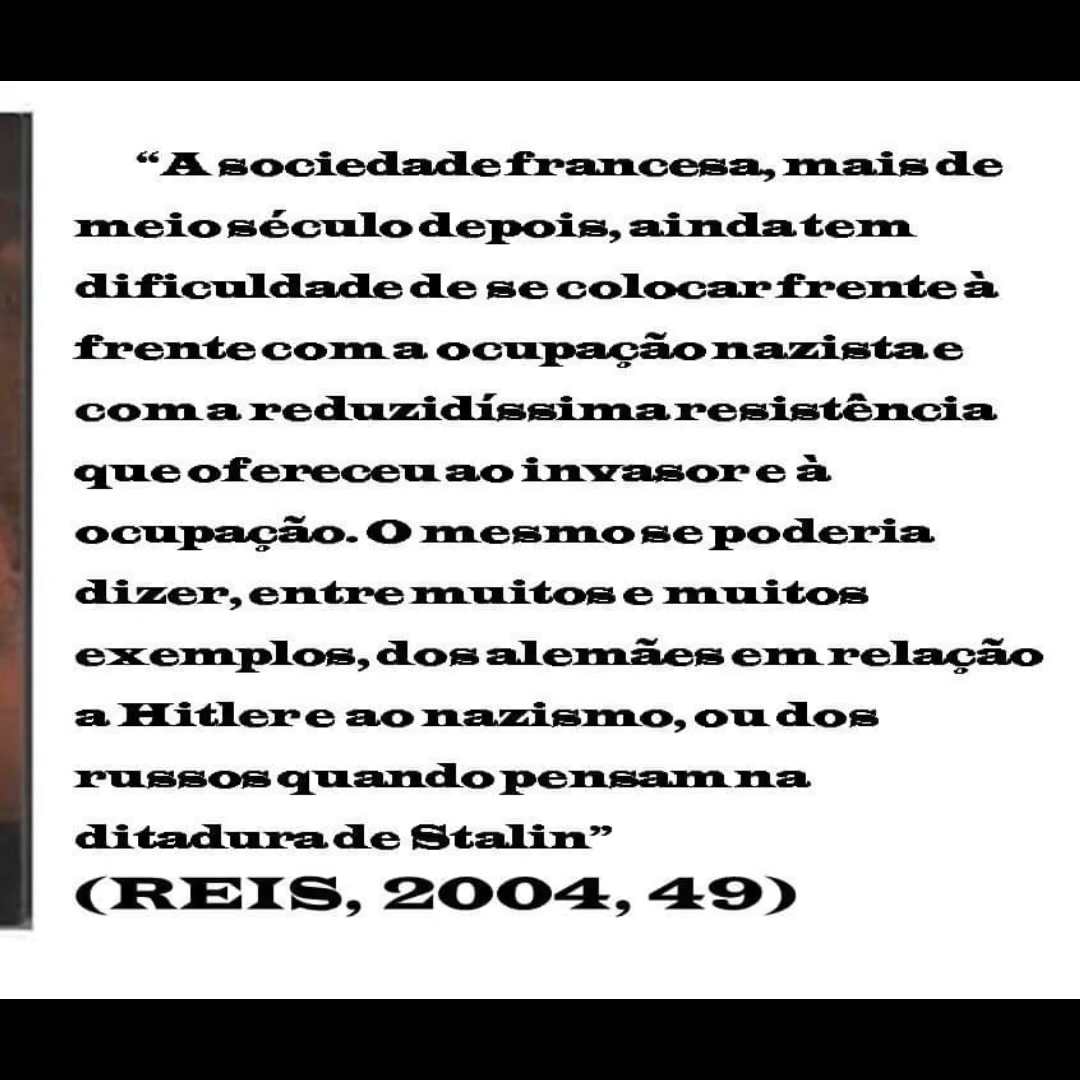 “A sociedade francesa, mais de
meio século depois, ainda tem
dificuldade de se colocar frente à
frente com a ocupação nazista e
com a reduzidíssima resistência
que ofereceu ao invasor e à
ocupação. O mesmo se poderia
dizer, entre muitos e muitos
exemplos, dos alemães em relação
a Hitler e ao nazismo, ou dos
russos quando pensam na
ditadura de Stalin”
(REIS, 2004, 49)